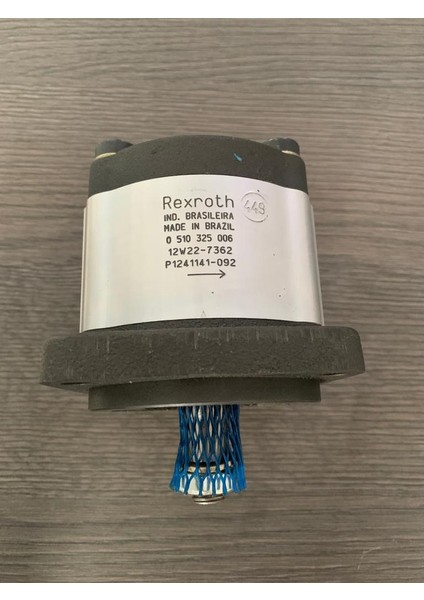 Rexroth
449
IND. BRASILEIRA
MADE IN BRAZIL
0 510 325 006
12W22-7362
P1241141-092